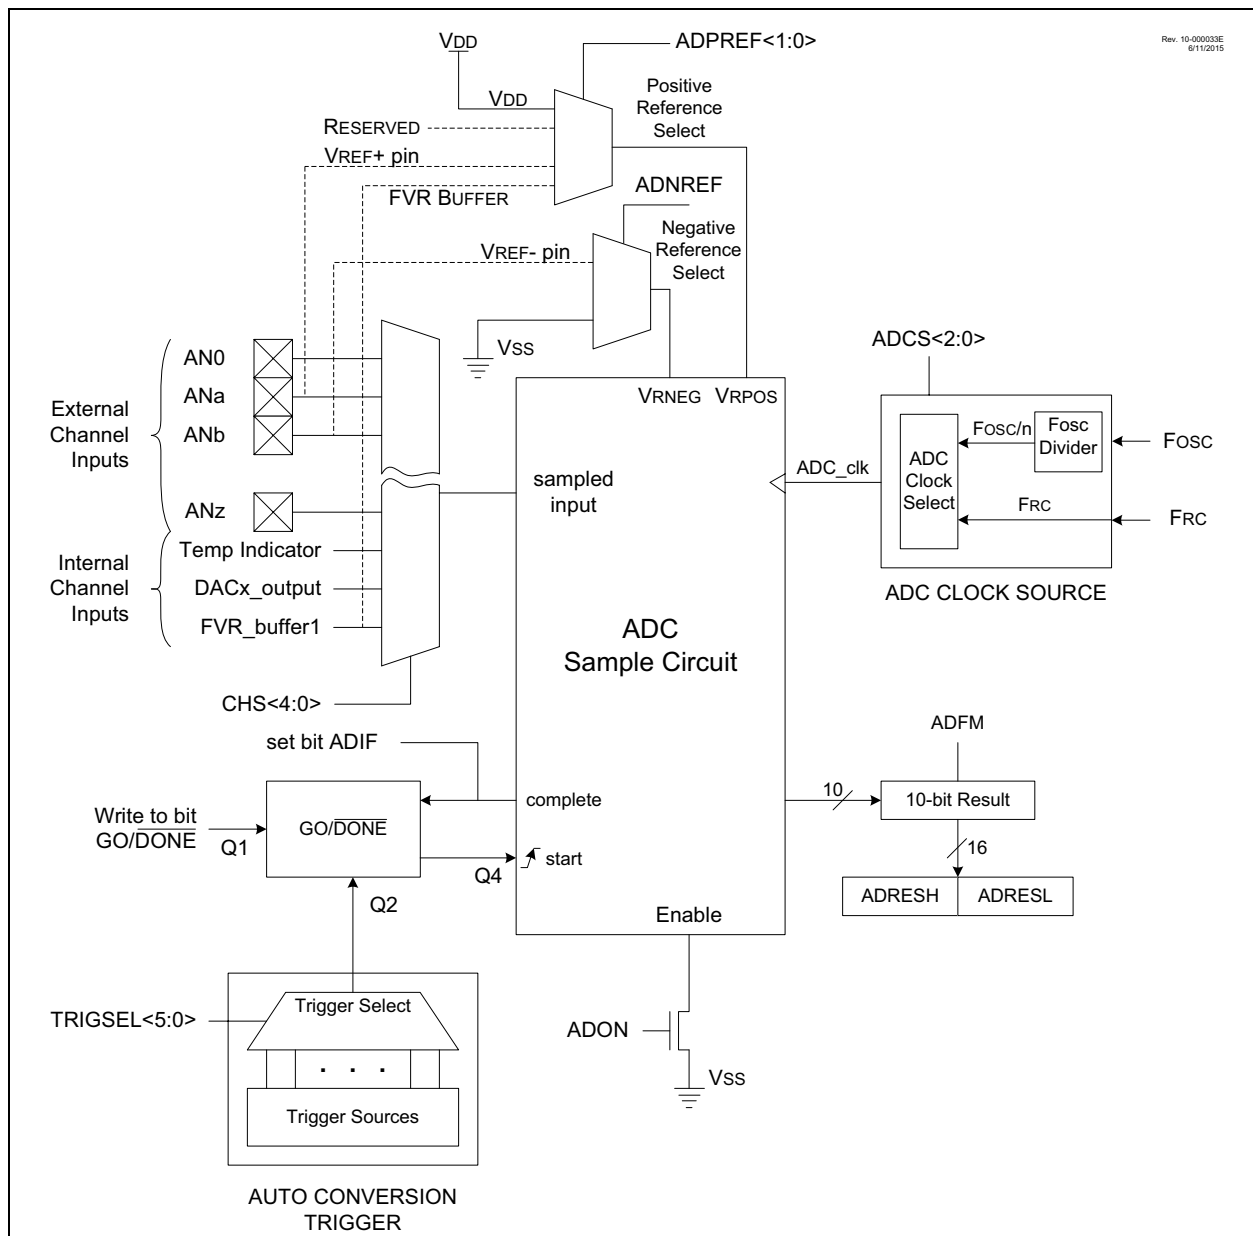 Rev. 10-000033E
6/11/2015
VDD
ADPREF<1:0>
VDD
Positive
Reference
Select
RESERVED
VREF+ pin
FVR BUFFER
ADNREF
Negative
Reference
Select
VREF- pin
VSS
External
Channel
Inputs
AN0
ANa
ANb
ANz
Internal
Channel
Inputs
Temp Indicator
DACx_output
FVR_buffer1
CHS<4:0>
VRNEG VRPOS
sampled
input
ADC
Sample Circuit
ADCS<2:0>
ADC_clk
ADC
Clock
Select
FOSC/n
Fosc
Divider
FOSC
FRC
FRC
ADC CLOCK SOURCE
set bit ADIF
Write to bit
GO/DONE
Q1
GO/DONE
complete
start
Q4
Q2
Enable
ADFM
10
10-bit Result
16
ADRESH
ADRESL
TRIGSEL<5:0>
Trigger Select
. . .
Trigger Sources
AUTO CONVERSION
TRIGGER
ADON
VSS